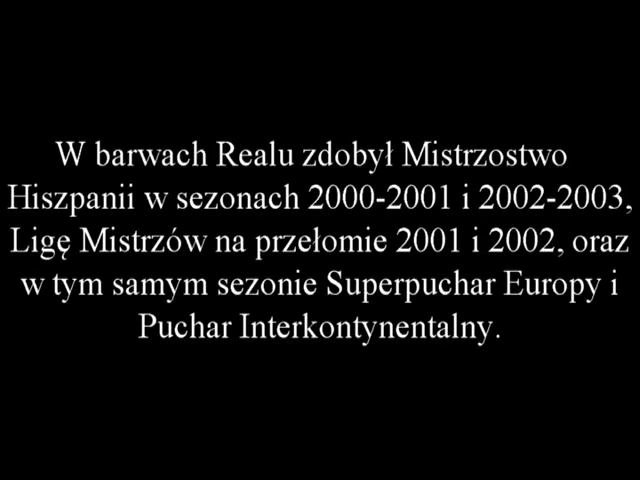 W barwach Realu zdobył Mistrzostwo
Hiszpanii w sezonach 2000-2001 i 2002-2003,
Ligę Mistrzów na przełomie 2001 i 2002, oraz
w tym samym sezonie Superpuchar Europy i
Puchar Interkontynentalny.